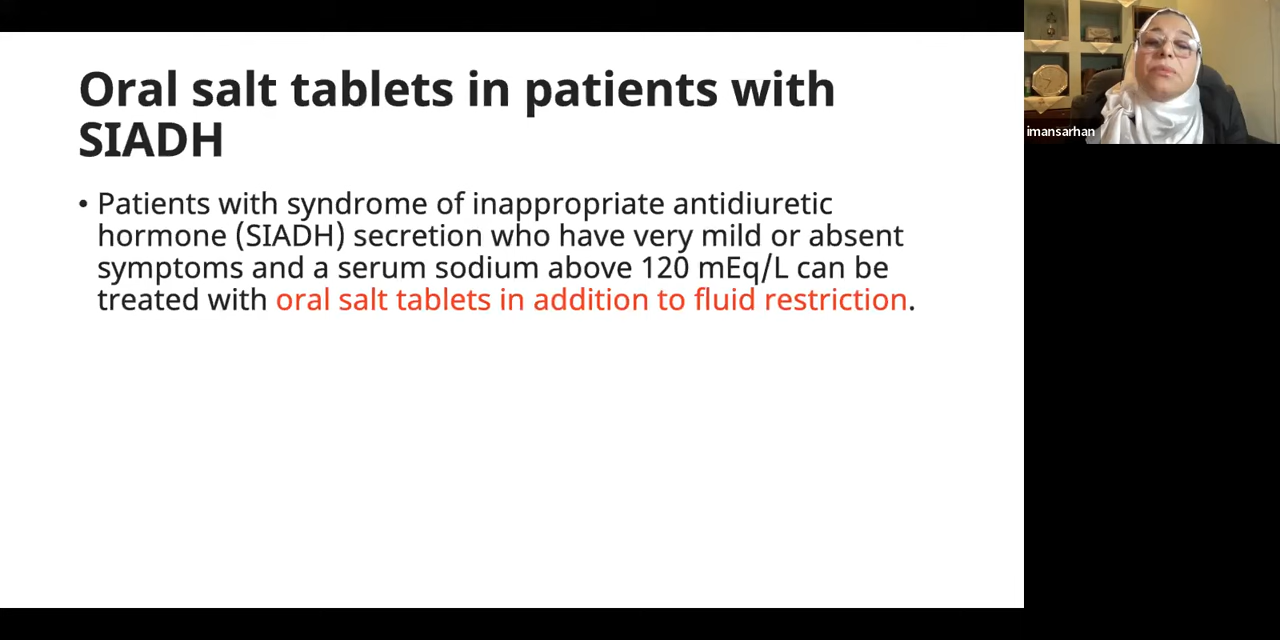 Oral salt tablets in patients with
SIADH
• Patients with syndrome of inappropriate antidiuretic
hormone (SIADH) secretion who have very mild or absent
symptoms and a serum sodium above 120 mEq/L can be
treated with oral salt tablets in addition to fluid restriction.
imansarhan